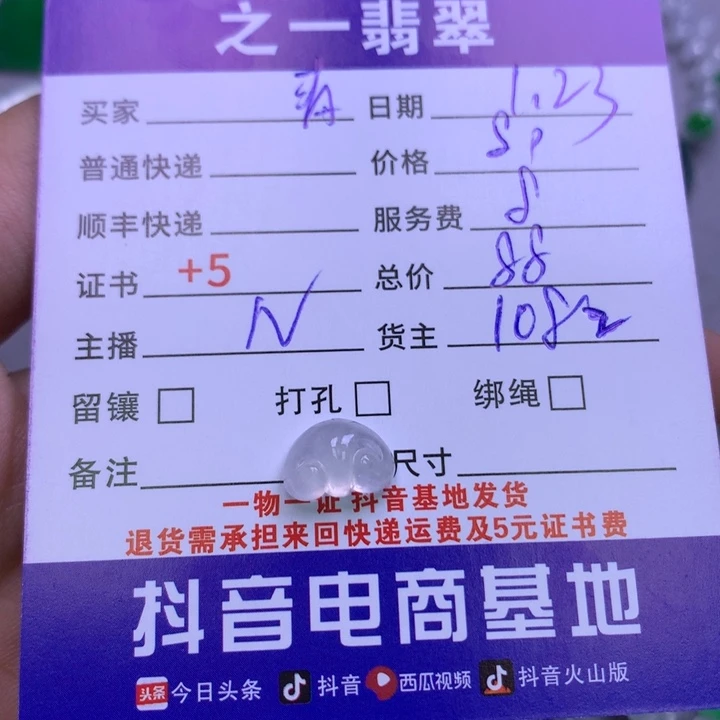 之一翡翠
买家 日期 1.23
普通快递 价格
顺丰快递 服务费 8
证书 +5 总价 88
主播 N 货主 108
留镶 打孔 绑绳
备注 尺寸
一物一证 抖音基地发货
退货需承担来回快递运费及5元证书费
抖音电商基地
头条 今日头条 抖音 西瓜视频 抖音火山版